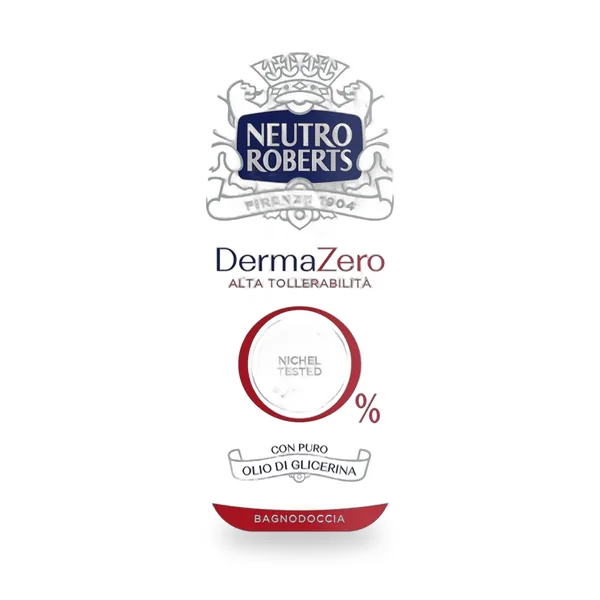 NEUTRO
ROBERTS
FIRENZE 1904
DermaZero
ALTA TOLLERABILITÀ
NICHEL
TESTED
0%
CON PURO
OLIO DI GLICERINA
BAGNODOCCIA